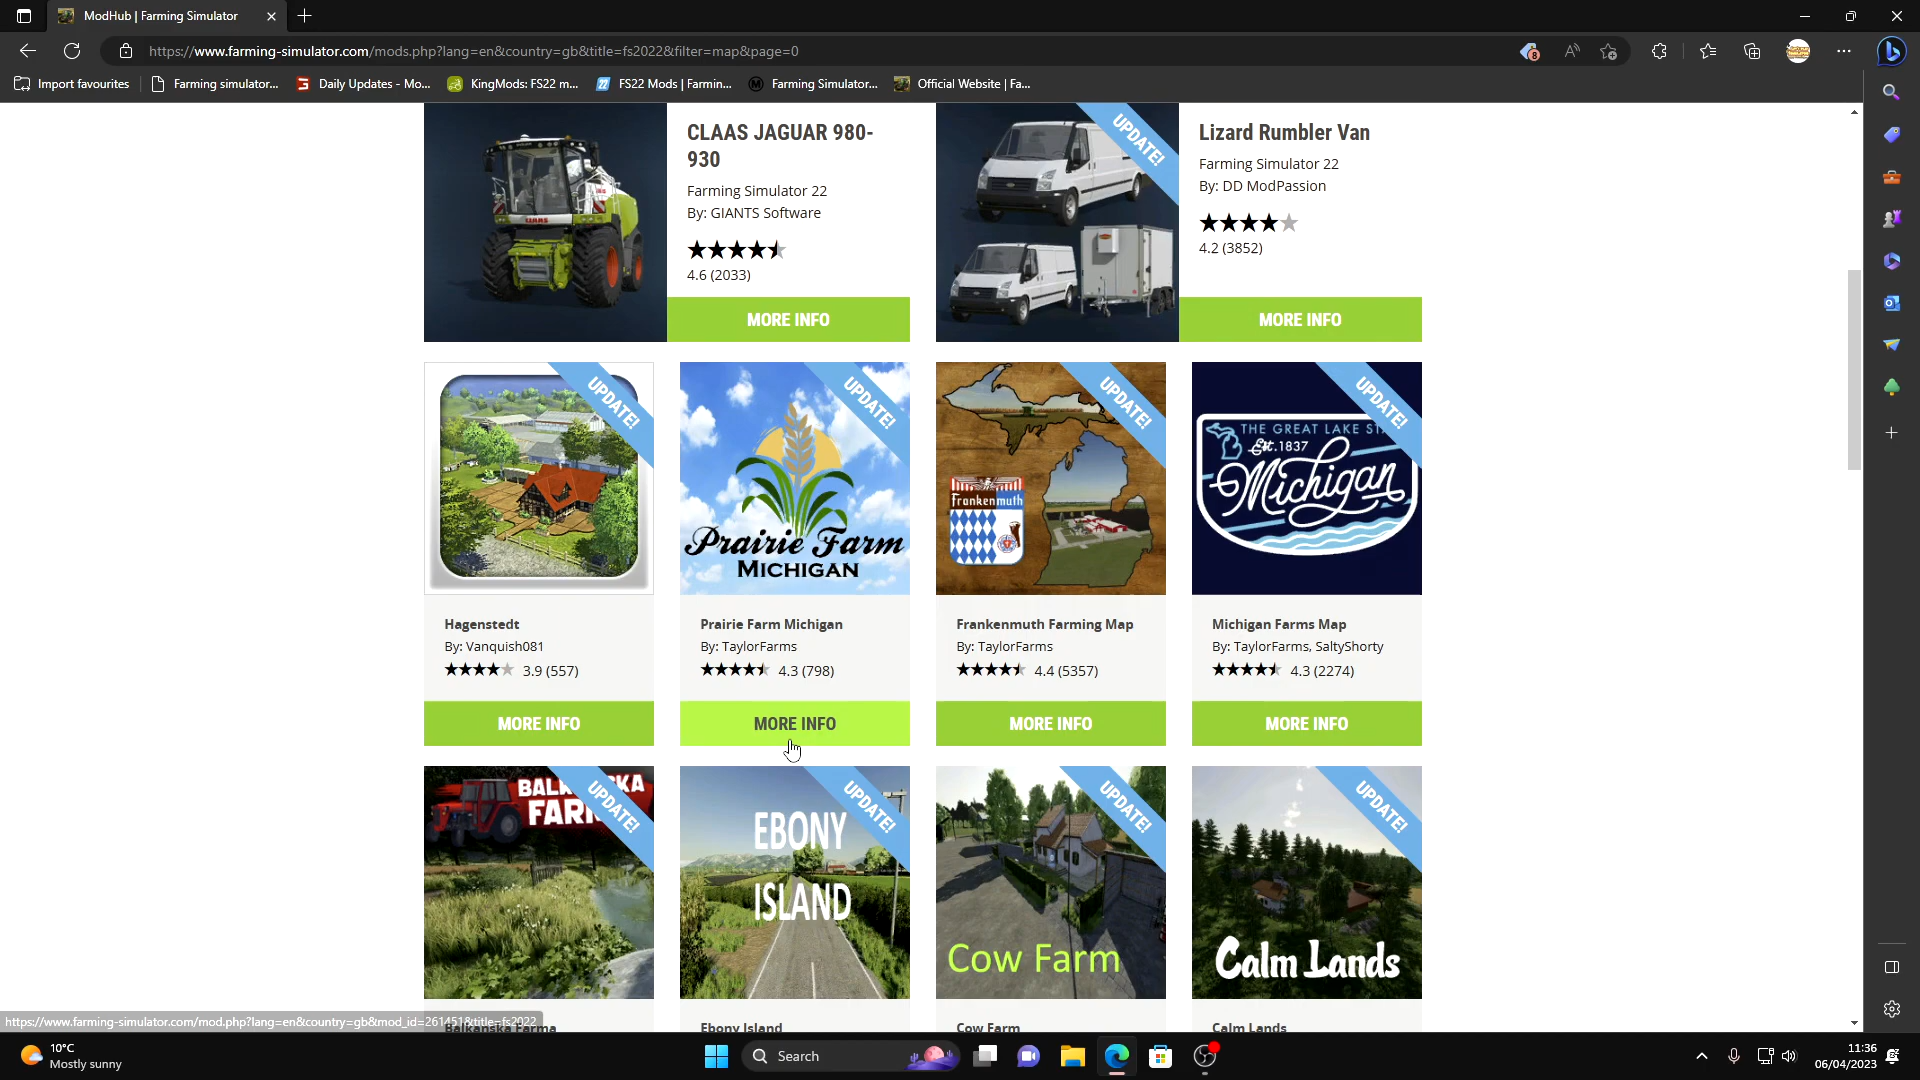 ModHub | Farming Simulator
https://www.farming-simulator.com/mods.php?lang=en&country=gb&title=fs2022&filter=map&page=0
8
Import favourites
Farming simulator...
Daily Updates - Mo...
KingMods: FS22 m...
22
FS22 Mods | Farmin...
Farming Simulator...
Official Website | Fa...
CLAAS
CLAAS JAGUAR 980-
930
Farming Simulator 22
By: GIANTS Software
4.6 (2033)
MORE INFO
UPDATE!
Lizard Rumbler Van
Farming Simulator 22
By: DD ModPassion
4.2 (3852)
MORE INFO
UPDATE!
Hagenstedt
By: Vanquish081
3.9 (557)
MORE INFO
UPDATE!
Prairie Farm
MICHIGAN
Prairie Farm Michigan
By: TaylorFarms
4.3 (798)
MORE INFO
UPDATE!
Frankenmuth
Frankenmuth Farming Map
By: TaylorFarms
4.4 (5357)
MORE INFO
UPDATE!
THE GREAT LAKE
Est. 1837
Michigan
Michigan Farms Map
By: TaylorFarms, SaltyShorty
4.3 (2274)
MORE INFO
UPDATE!
Balkanska Farma
UPDATE!
EBONY
ISLAND
Ebony Island
UPDATE!
Cow Farm
Cow Farm
UPDATE!
Calm Lands
Calm Lands
https://www.farming-simulator.com/mod.php?lang=en&country=gb&mod_id=261451&title=fs2022
10°C
Mostly sunny
Search
11:36
06/04/2023